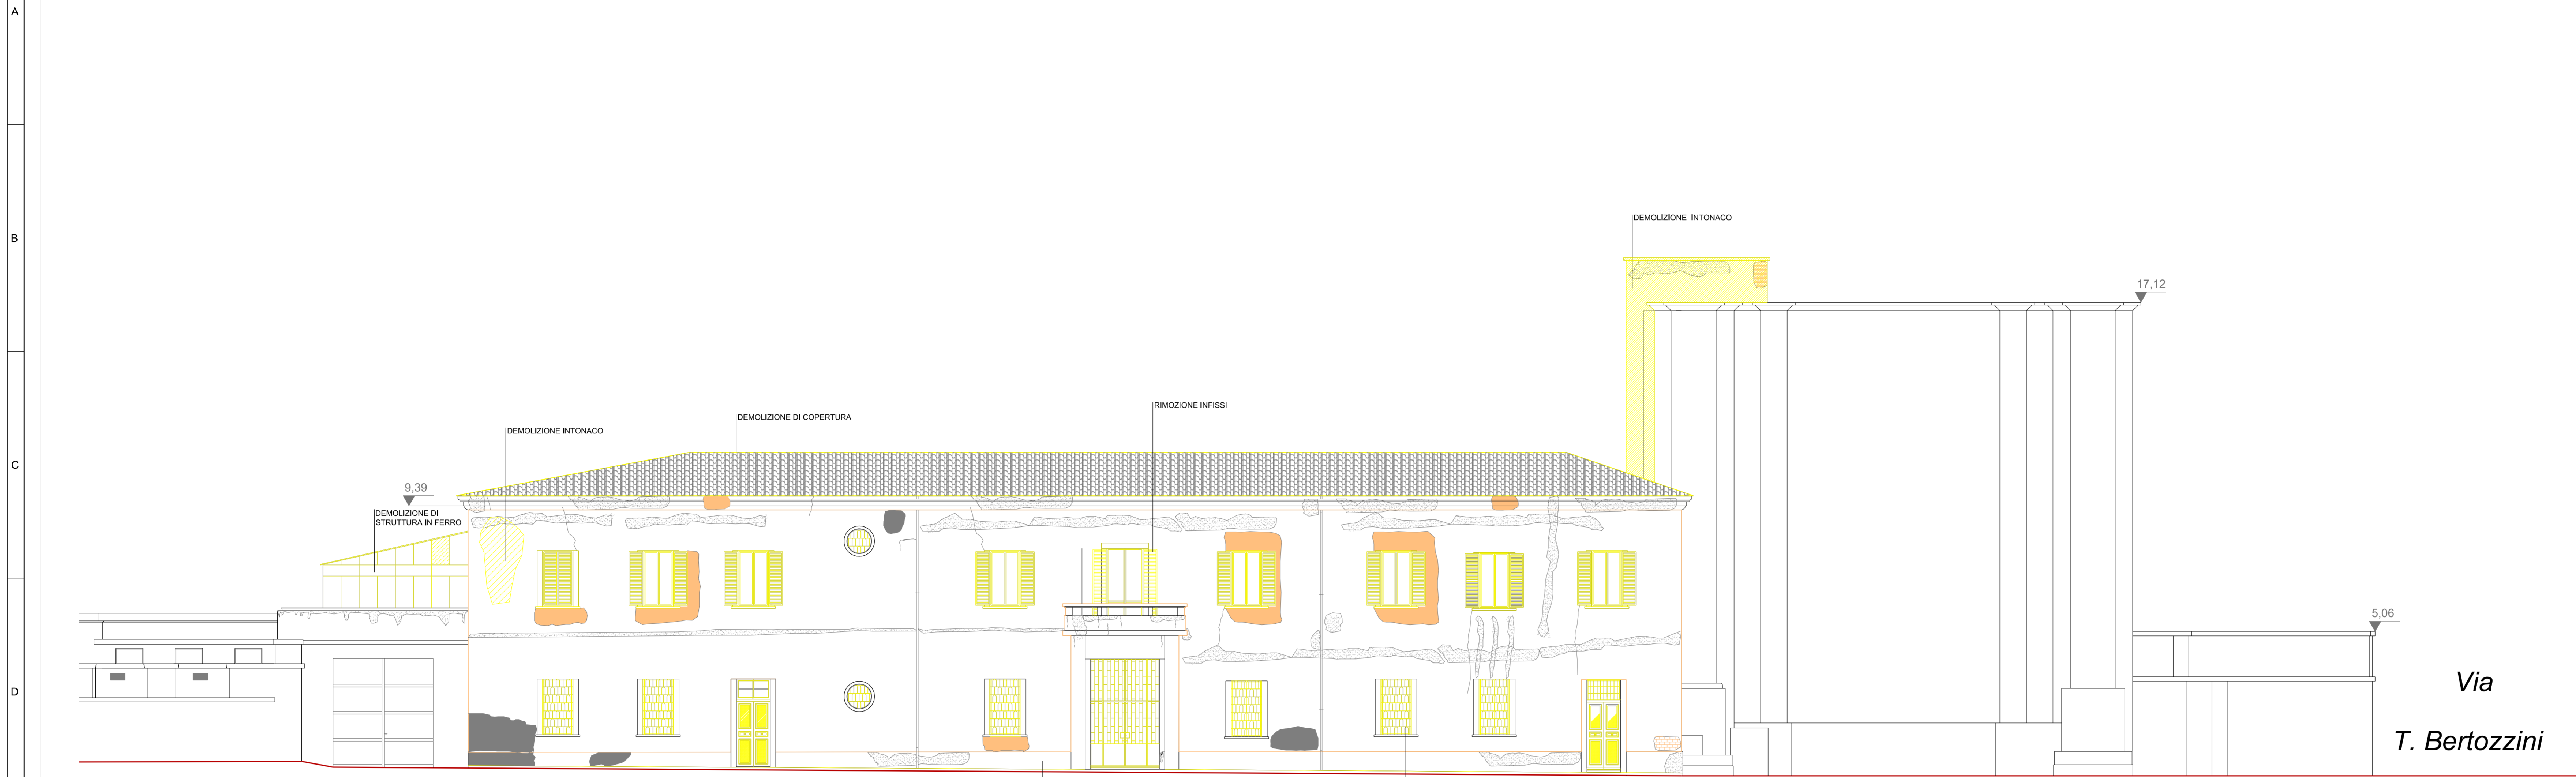 A
B
DEMOLIZIONE  INTONACO
17,12
RIMOZIONE INFISSI
DEMOLIZIONE DI COPERTURA
DEMOLIZIONE INTONACO
C
9,39
DEMOLIZIONE DI
STRUTTURA IN FERRO
5,06
D
Via
T. Bertozzini